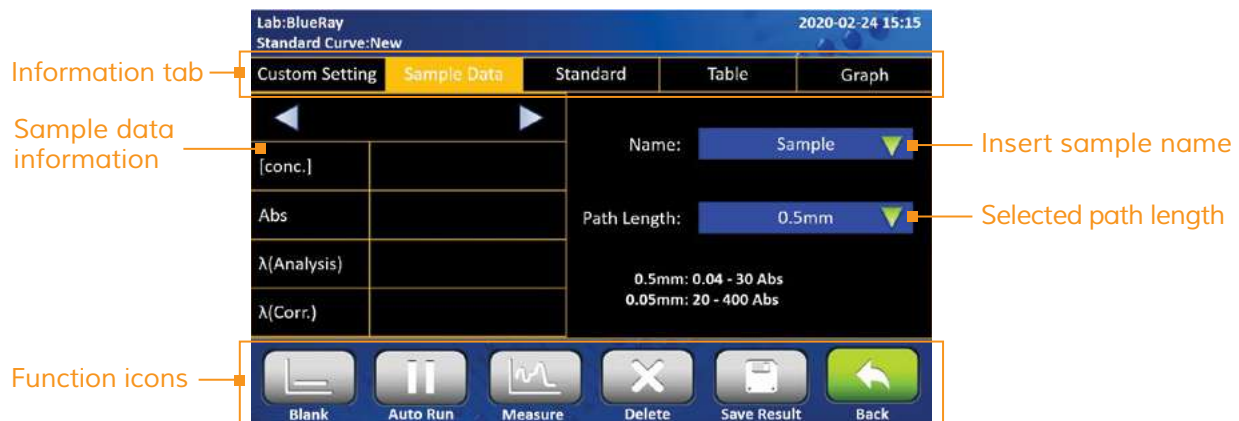 Lab:BlueRay
2020-02-24 15:15
Standard Curve:New
Information tab
Custom Setting
Sample Data
Standard
Table
Graph
Sample data
information
Name:
Sample
Insert sample name
[conc.]
Abs
Path Length:
0.5mm
Selected path length
λ(Analysis)
0.5mm: 0.04 - 30 Abs
0.05mm: 20 - 400 Abs
λ(Corr.)
Function icons
Blank
Auto Run
Measure
Delete
Save Result
Back